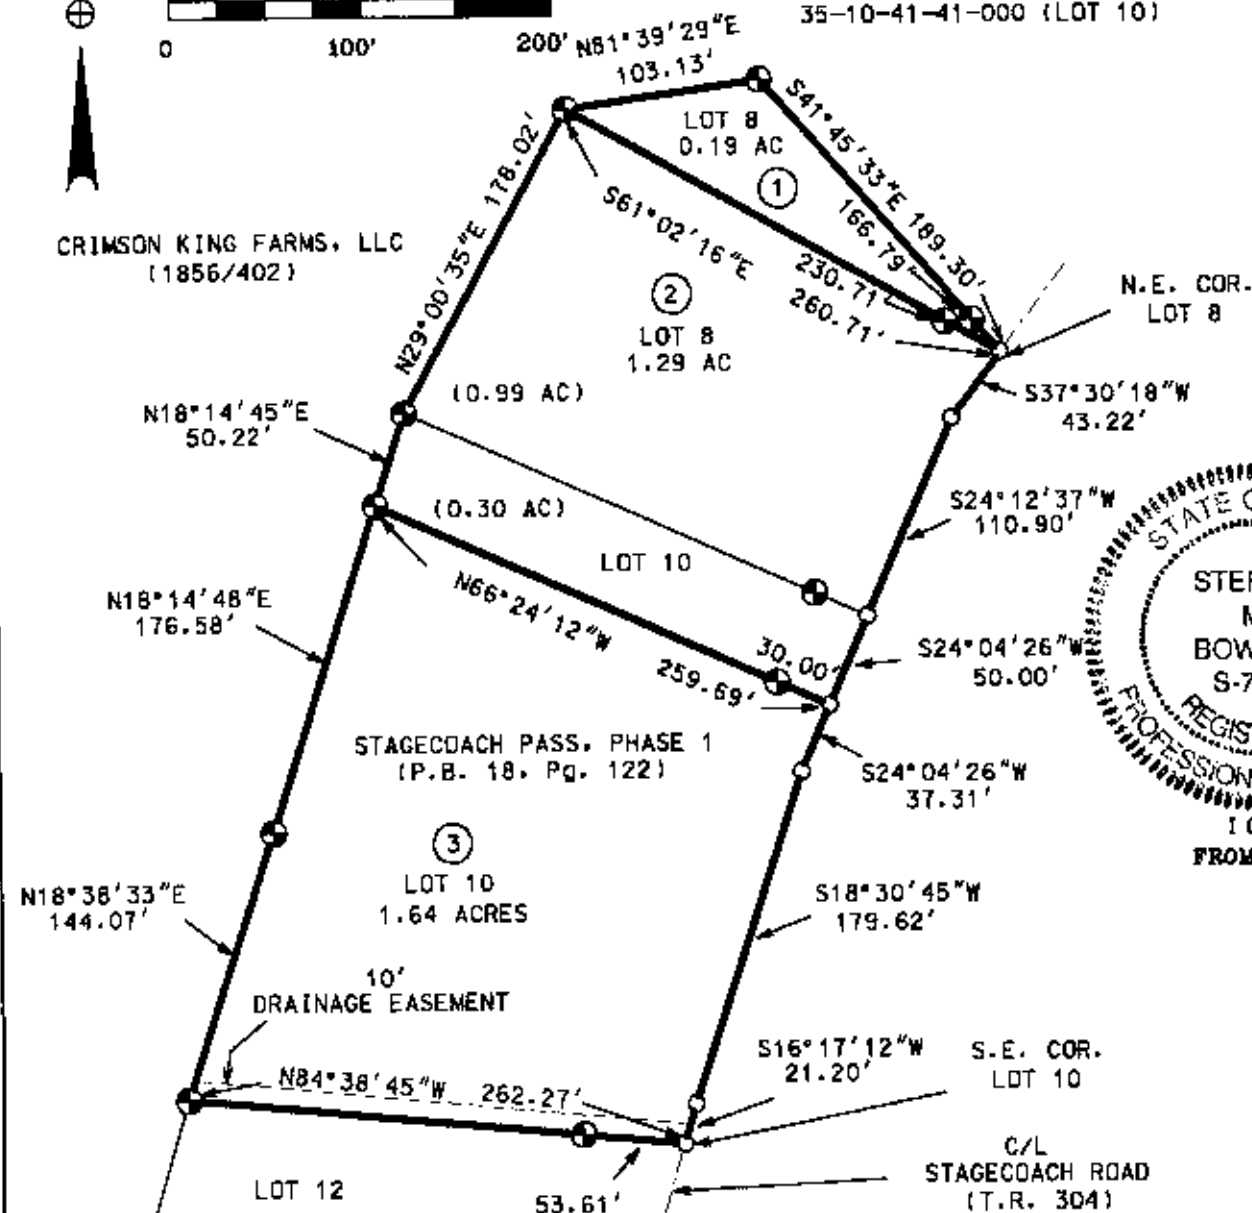 35-10-41-41-000 (LOT 10)
0 100' 200'
N81°39'29"E
103.13'
S41°45'33"E 189.30'
166.79'
LOT 8
0.19 AC
1
N29°00'35"E 178.02'
S61°02'16"E
230.71'
260.71'
CRIMSON KING FARMS, LLC
(1856/402)
N.E. COR.
LOT 8
2
LOT 8
1.29 AC
S37°30'18"W
43.22'
(0.99 AC)
N18°14'45"E
50.22'
(0.30 AC)
S24°12'37"W
110.90'
LOT 10
N66°24'12"W
259.69'
30.00'
N18°14'48"E
176.58'
S24°04'26"W
50.00'
STATE
PROFESSION
STAGECOACH PASS, PHASE 1
(P.B. 18, Pg. 122)
S24°04'26"W
37.31'
FROM
3
LOT 10
1.64 ACRES
N18°38'33"E
144.07'
S18°30'45"W
179.62'
10'
DRAINAGE EASEMENT
S16°17'12"W
21.20'
S.E. COR.
LOT 10
N84°38'45"W 262.27'
53.61'
LOT 12
C/L
STAGECOACH ROAD
(T.R. 304)